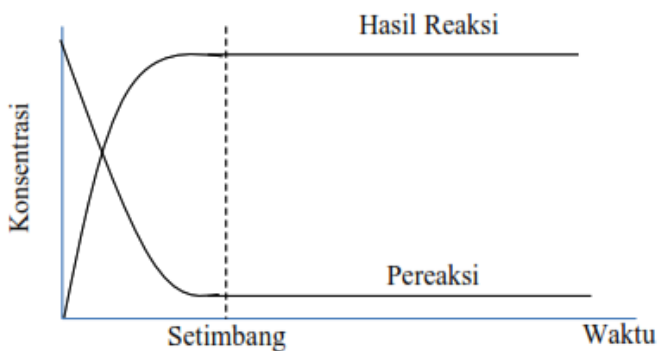 Hasil Reaksi
Konsentrasi
Pereaksi
Setimbang
Waktu